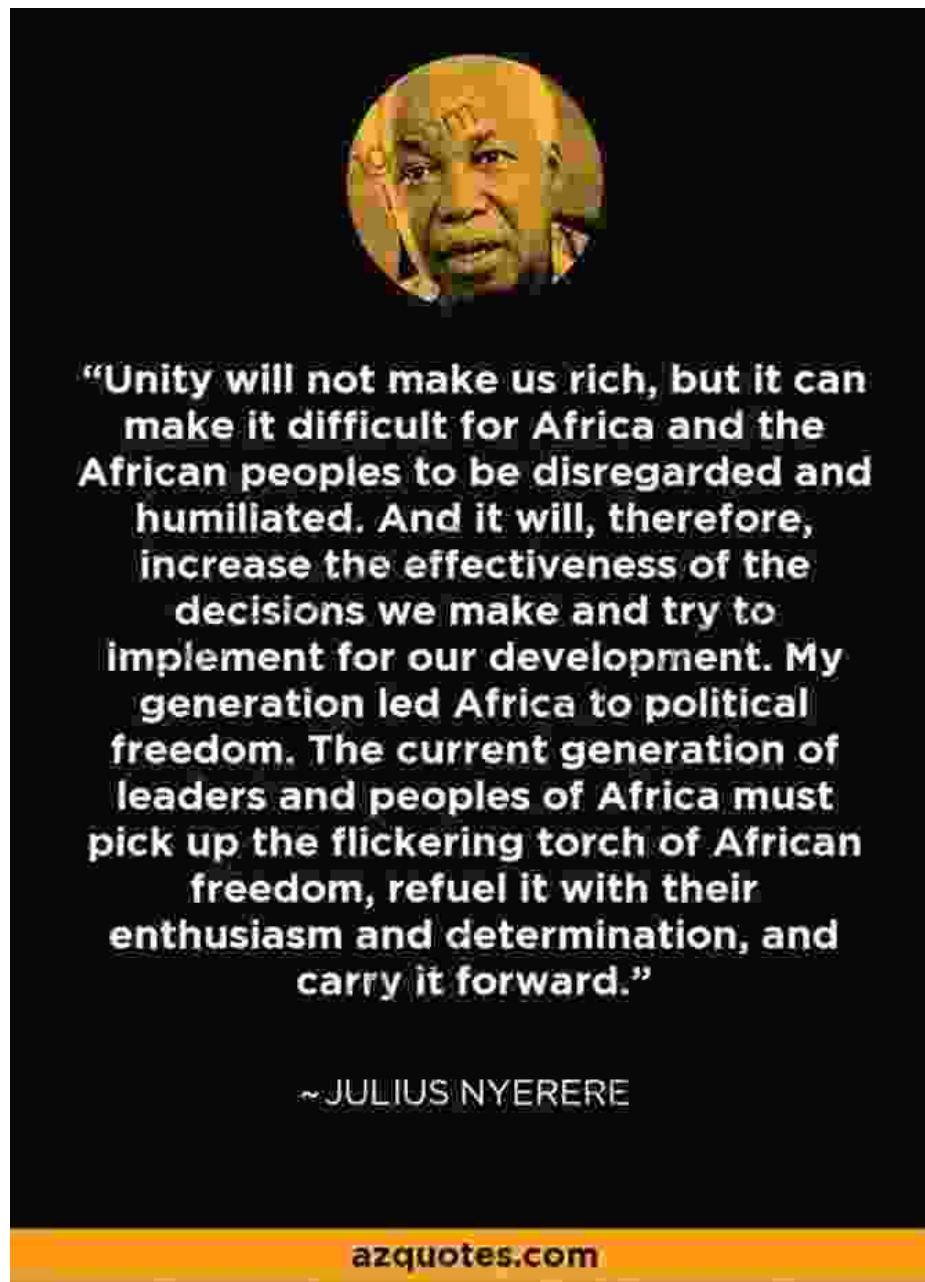 “Unity will not make us rich, but it can
make it difficult for Africa and the
African peoples to be disregarded and
humiliated. And it will, therefore,
increase the effectiveness of the
decisions we make and try to
implement for our development. My
generation led Africa to political
freedom. The current generation of
leaders and peoples of Africa must
pick up the flickering torch of African
freedom, refuel it with their
enthusiasm and determination, and
carry it forward.”
~JULIUS NYERERE
azquotes.com